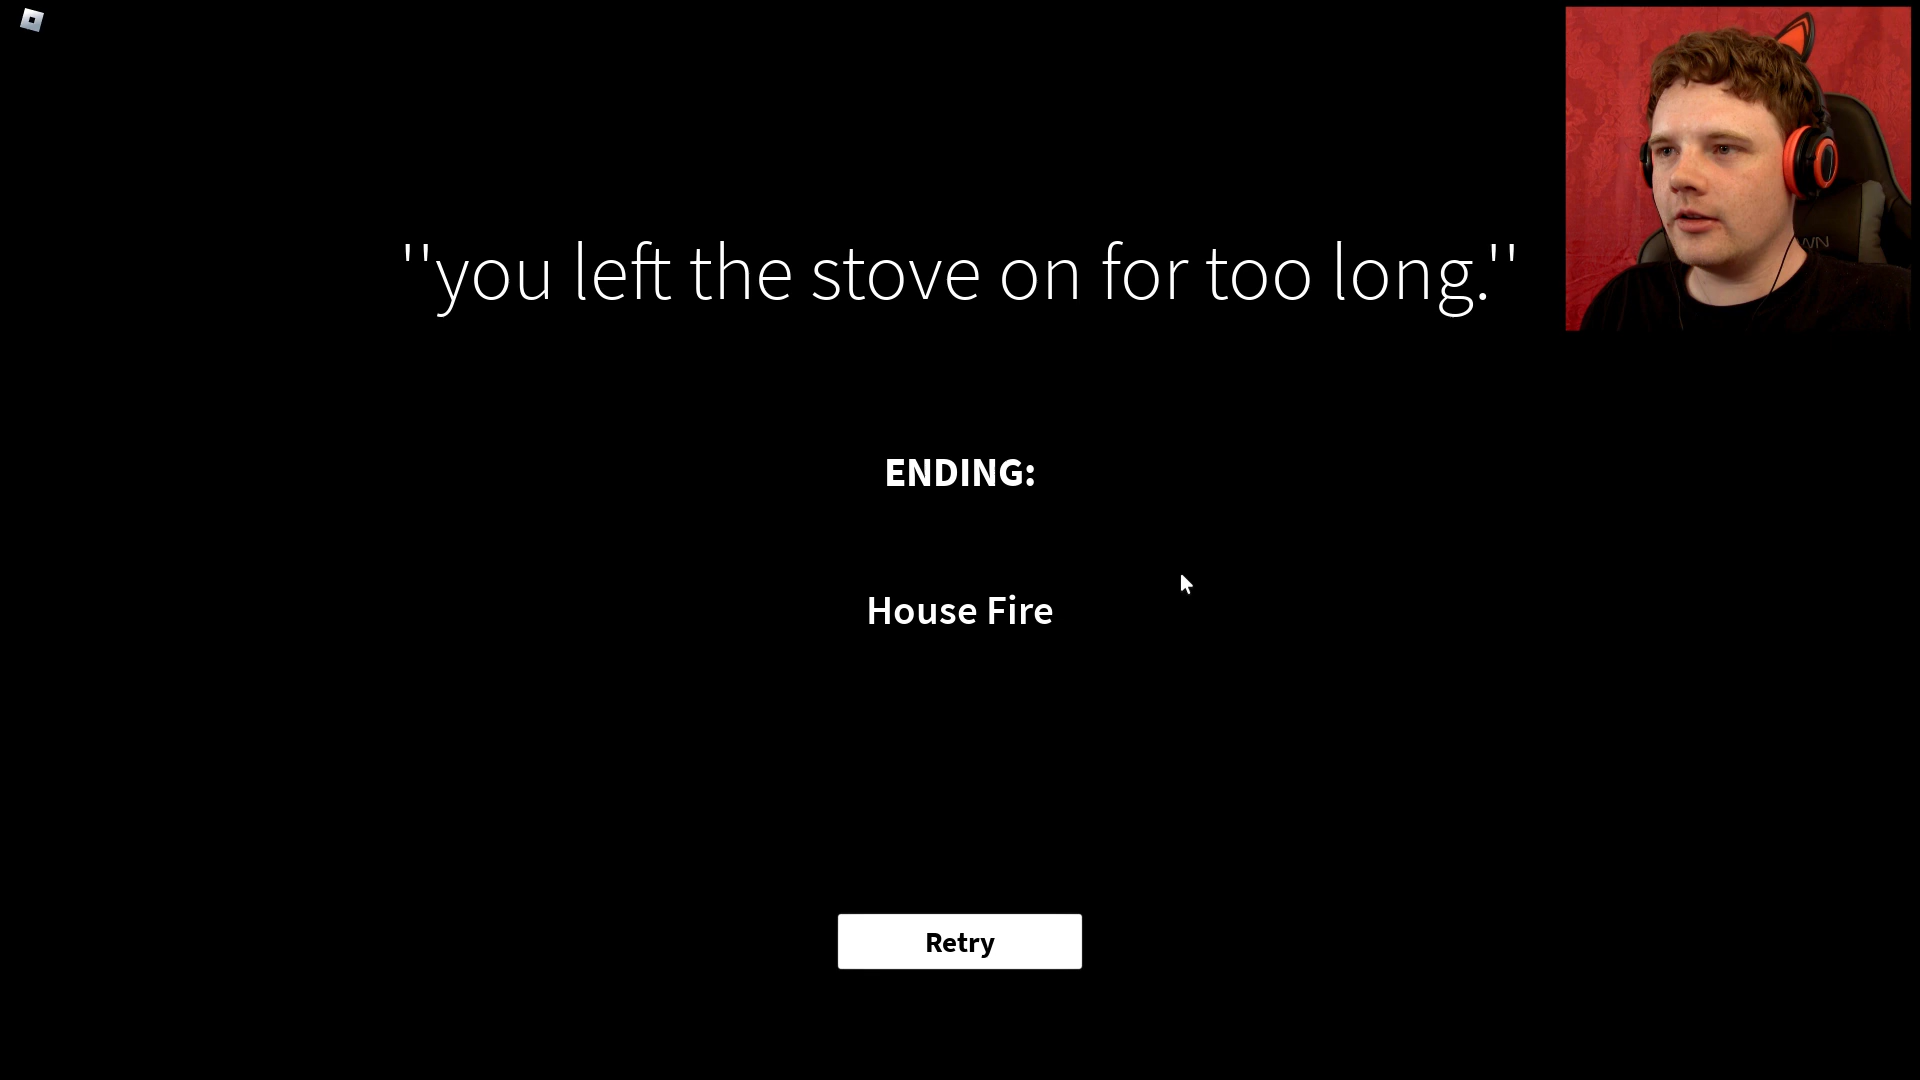 ''you left the stove on for too long.''
ENDING:
House Fire
Retry